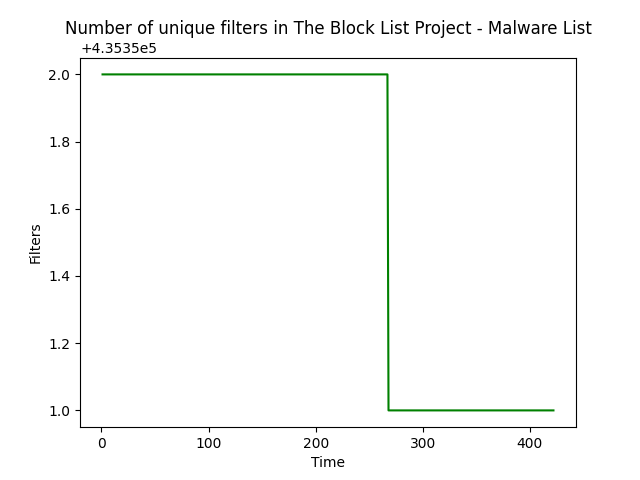 Number of unique filters in The Block List Project - Malware List
+4.3535e5
2.0
1.8
1.6
1.4
1.2
1.0
Filters
0 100 200 300 400
Time